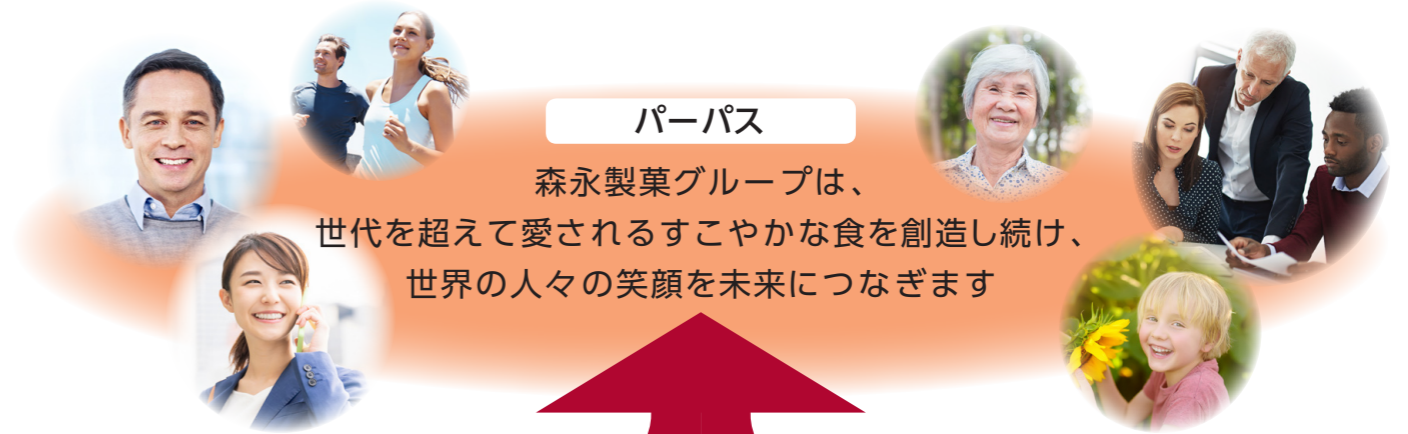 パーパス
森永製菓グループは、
世代を超えて愛されるすこやかな食を創造し続け、
世界の人々の笑顔を未来につなぎます